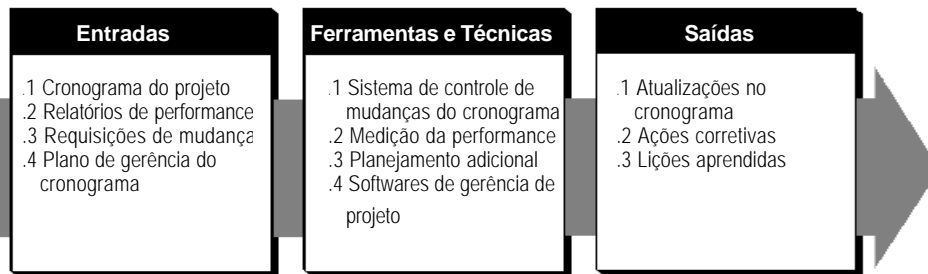 Entradas
.1 Cronograma do projeto
.2 Relatórios de performance
.3 Requisições de mudança
.4 Plano de gerência do
cronograma
Ferramentas e Técnicas
.1 Sistema de controle de
mudanças do cronograma
.2 Medição da performance
.3 Planejamento adicional
.4 Softwares de gerência de
projeto
Saídas
.1 Atualizações no
cronograma
.2 Ações corretivas
.3 Lições aprendidas